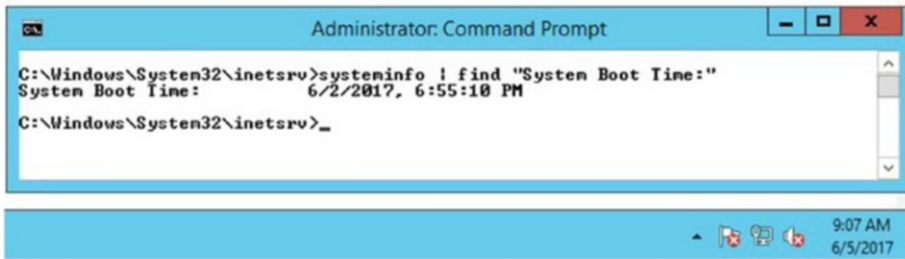 Administrator: Command Prompt
C:\Windows\System32\inetsrv>systeminfo | find "System Boot Time:"
System Boot Time:          6/2/2017, 6:55:10 PM
C:\Windows\System32\inetsrv>_
9:07 AM
6/5/2017